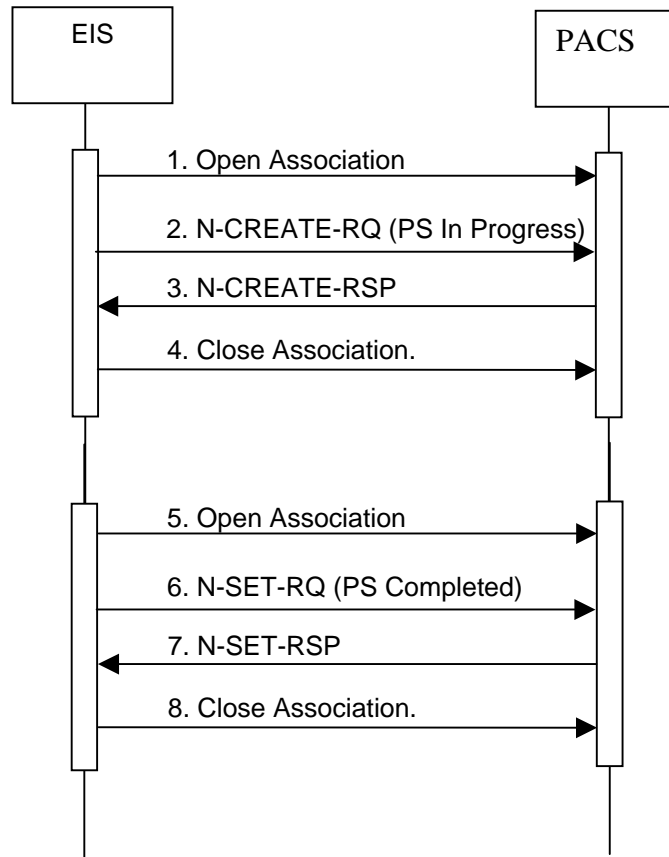 EIS
PACS
1. Open Association
2. N-CREATE-RQ (PS In Progress)
3. N-CREATE-RSP
4. Close Association.
5. Open Association
6. N-SET-RQ (PS Completed)
7. N-SET-RSP
8. Close Association.